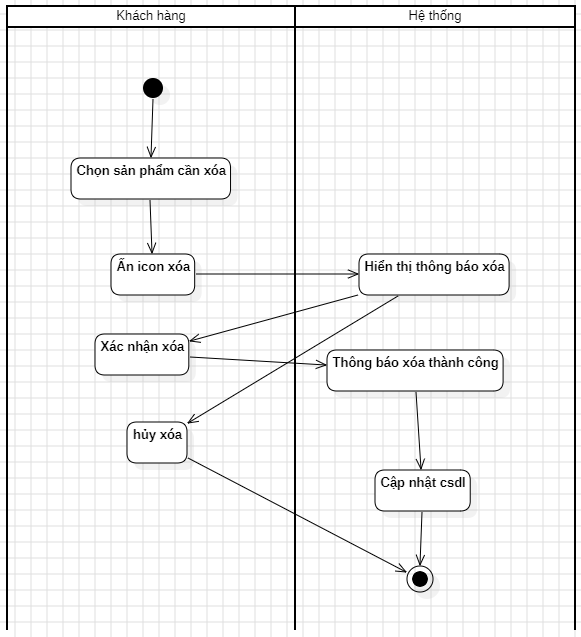 Khách hàng
Hệ thống
Chọn sản phẩm cần xóa
Ấn icon xóa
Hiển thị thông báo xóa
Xác nhận xóa
Thông báo xóa thành công
hủy xóa
Cập nhật csdl